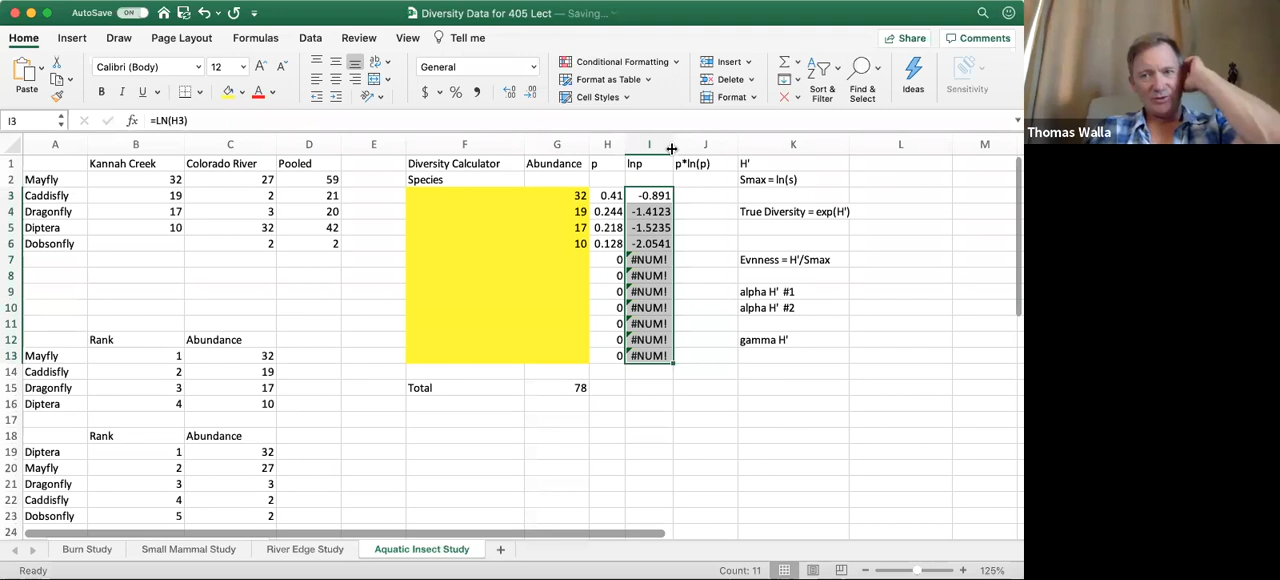 AutoSave ON Diversity Data for 405 Lect — Saving...
Home Insert Draw Page Layout Formulas Data Review View Tell me Share Comments
Paste Calibri (Body) 12 A^ A General Conditional Formatting Insert Sort & Filter Find & Select Ideas Sensitivity
B I U A $ % Format as Table Delete
Cell Styles Format
I3 fx =LN(H3)
A B C D E F G H I J K L M
1 Kannah Creek Colorado River Pooled Diversity Calculator Abundance p lnp p*ln(p) H'
2 Mayfly 32 27 59 Species Smax = ln(s)
3 Caddisfly 19 2 21 32 0.41 -0.891
4 Dragonfly 17 3 20 19 0.244 -1.4123 True Diversity = exp(H')
5 Diptera 10 32 42 17 0.218 -1.5235
6 Dobsonfly 2 2 10 0.128 -2.0541
7 0 #NUM! Evnness = H'/Smax
8 0 #NUM!
9 0 #NUM! alpha H' #1
10 0 #NUM! alpha H' #2
11 0 #NUM!
12 Rank Abundance 0 #NUM! gamma H'
13 Mayfly 1 32 0 #NUM!
14 Caddisfly 2 19
15 Dragonfly 3 17 Total 78
16 Diptera 4 10
17
18 Rank Abundance
19 Diptera 1 32
20 Mayfly 2 27
21 Dragonfly 3 3
22 Caddisfly 4 2
23 Dobsonfly 5 2
24
Burn Study Small Mammal Study River Edge Study Aquatic Insect Study +
Ready Count: 11 125%
Thomas Walla